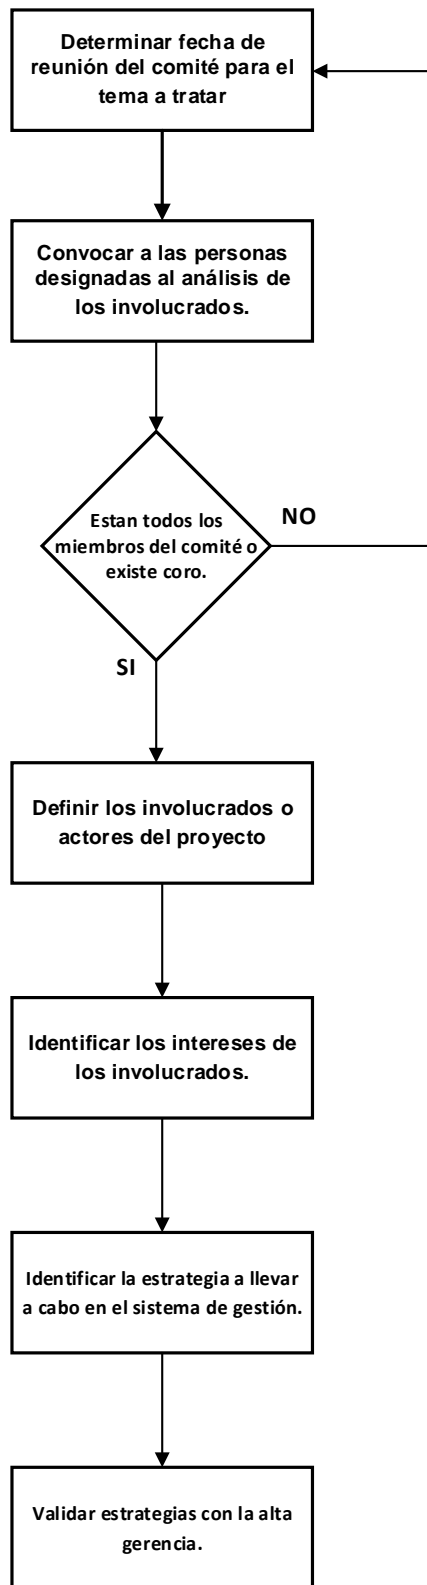 Determinar fecha de
reunión del comité para el
tema a tratar
Convocar a las personas
designadas al análisis de
los involucrados.
Estan todos los
miembros del comité o
existe coro.
NO
SI
Definir los involucrados o
actores del proyecto
Identificar los intereses de
los involucrados.
Identificar la estrategia a llevar
a cabo en el sistema de gestión.
Validar estrategias con la alta
gerencia.